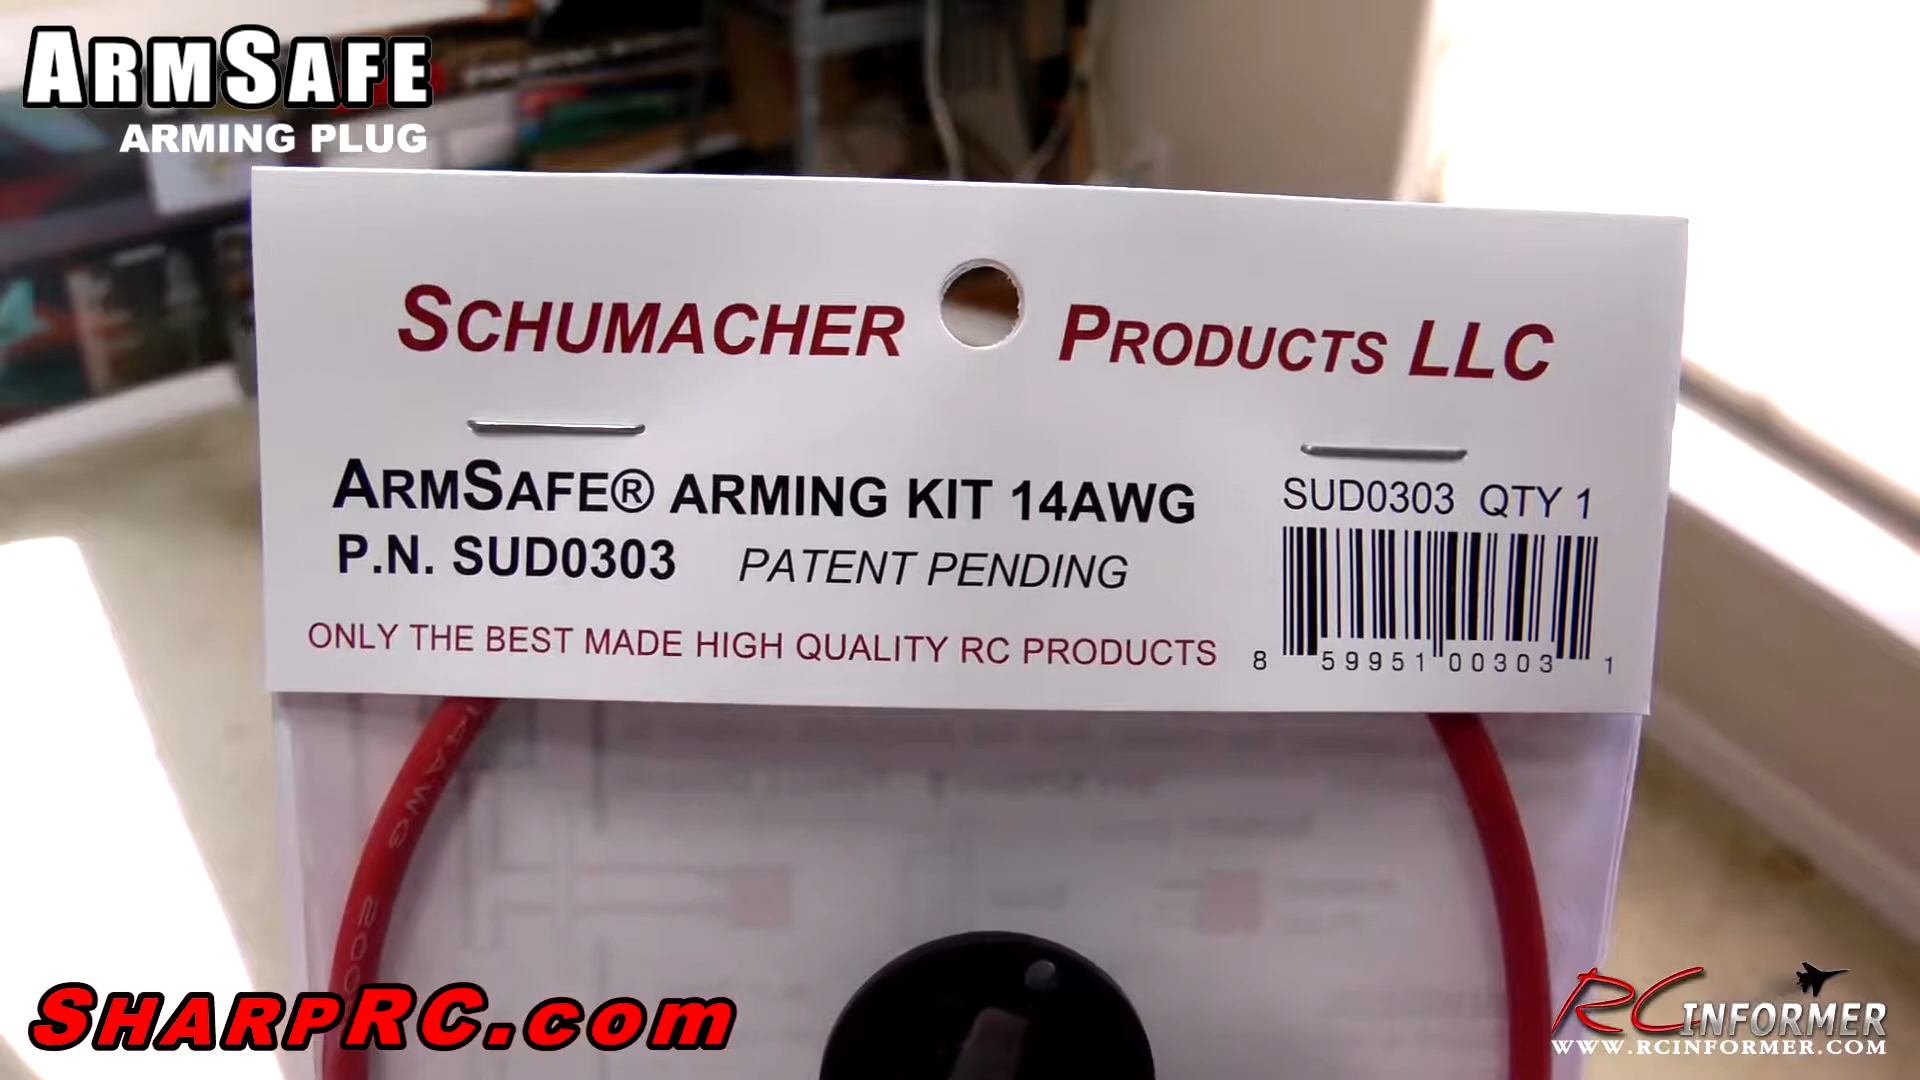 ARMSAFE
ARMING PLUG
SCHUMACHER PRODUCTS LLC
ARMSAFE® ARMING KIT 14AWG
P.N. SUD0303 PATENT PENDING
ONLY THE BEST MADE HIGH QUALITY RC PRODUCTS
SUD0303 QTY 1
8 59951 00303 1
14AWG 200
SHARPRC.com
RCINFORMER
WWW.RCINFORMER.COM